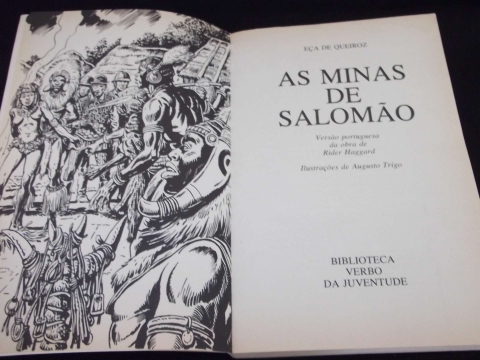 EÇA DE QUEIROZ
AS MINAS
DE
SALOMÃO
Versão portuguesa
da obra de
Rider Haggard
Ilustrações de Augusto Trigo
BIBLIOTECA
VERBO
DA JUVENTUDE